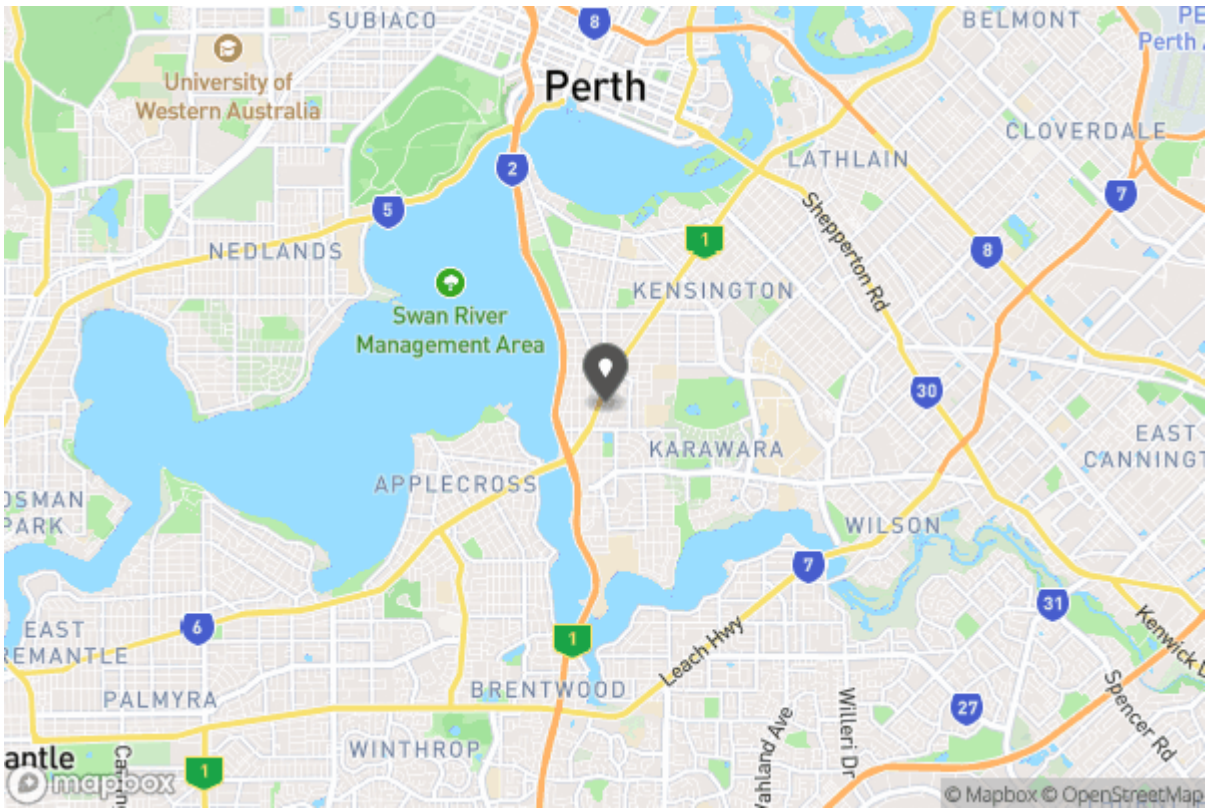 SUBIACO
8
BELMONT
PE
Perth A
University of
Western Australia
Perth
CLOVERDALE
LATHLAIN
2
7
5
Shepperton Rd
1
8
NEDLANDS
KENSINGTON
Swan River
Management Area
30
KARAWARA
EAST
CANNINGT
APPLECROSS
OSMAN
PARK
WILSON
7
31
6
EAST
REMANTLE
1
Leach Hwy
Kenwick D
BRENTWOOD
PALMYRA
Willeri Dr
27
Spencer Rd
WINTHROP
Vahland Ave
antle
1
Canning
mapbox
© Mapbox © OpenStreetMap